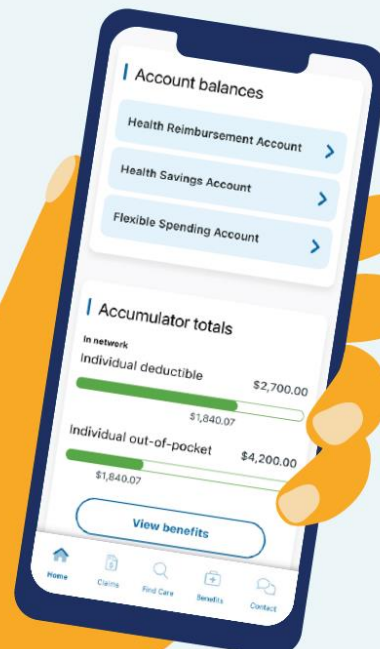 Account balances
Health Reimbursement Account
Health Savings Account
Flexible Spending Account
Accumulator totals
In network
Individual deductible
$2,700.00
$1,840.07
Individual out-of-pocket
$4,200.00
$1,840.07
View benefits
Home
Claims
Find Care
Benefits
Contact